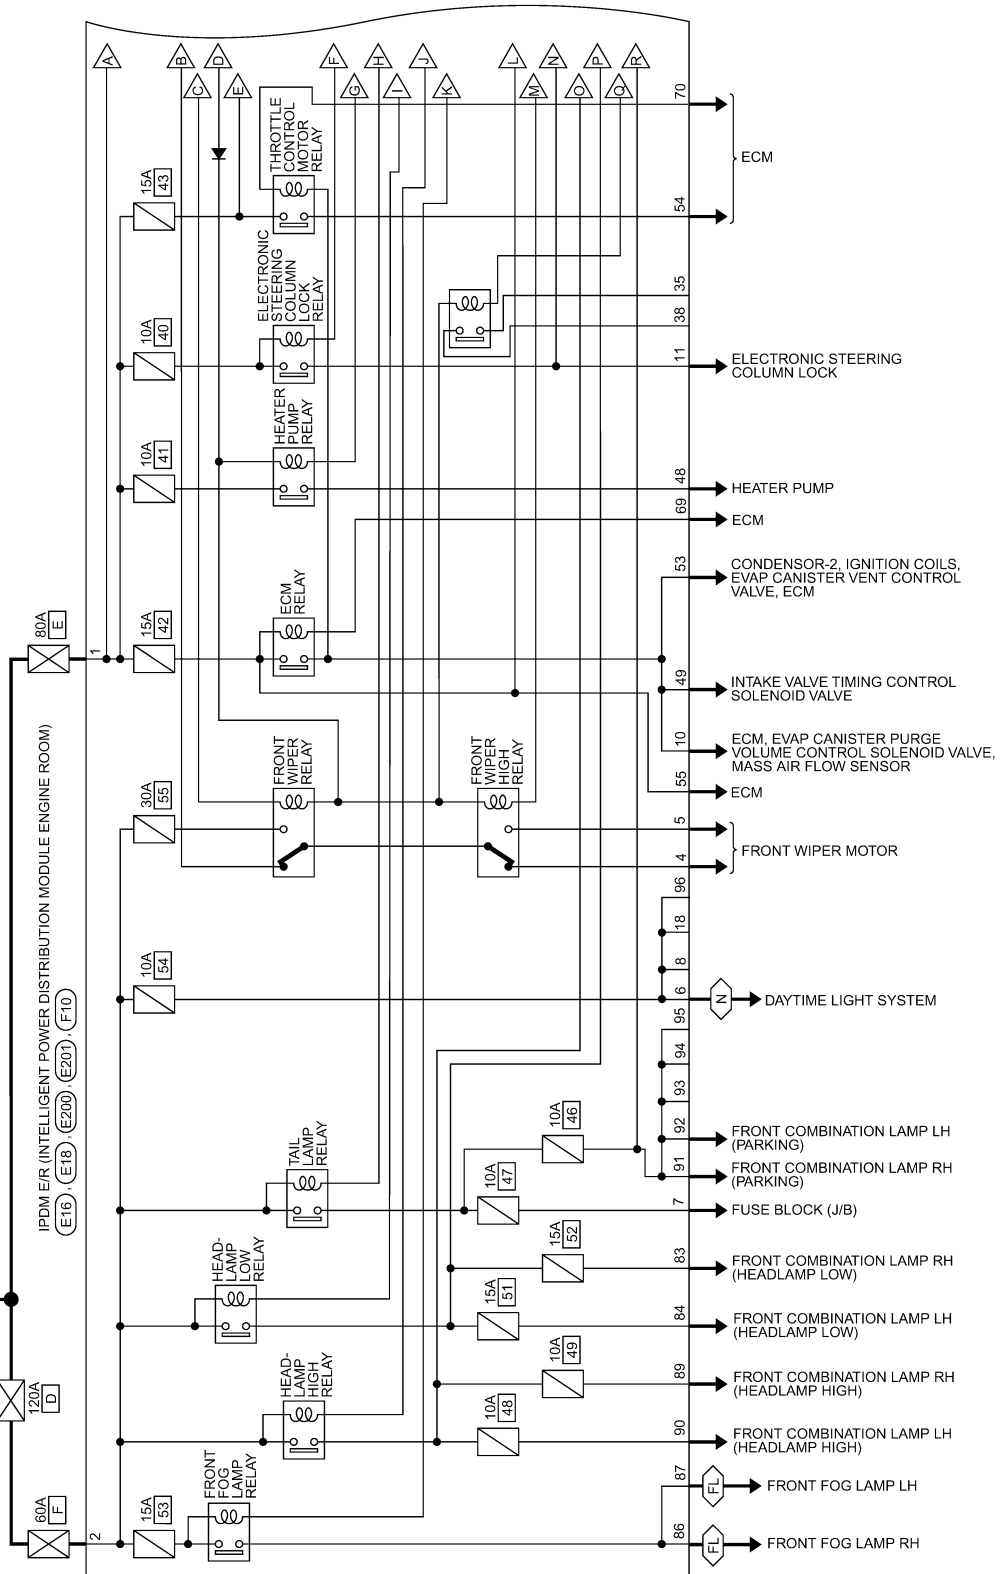 A
B
C
D
E
F
G
H
I
J
K
L
M
N
O
P
Q
R
70
ECM
THROTTLE
CONTROL
MOTOR
RELAY
15A
43
54
ELECTRONIC
STEERING
COLUMN
LOCK
RELAY
35
38
10A
40
11
ELECTRONIC STEERING
COLUMN LOCK
HEATER
PUMP
RELAY
10A
41
48
HEATER PUMP
69
ECM
53
CONDENSOR-2, IGNITION COILS,
EVAP CANISTER VENT CONTROL
VALVE, ECM
ECM
RELAY
80A
E
1
15A
42
49
INTAKE VALVE TIMING CONTROL
SOLENOID VALVE
10
ECM, EVAP CANISTER PURGE
VOLUME CONTROL SOLENOID VALVE,
MASS AIR FLOW SENSOR
55
ECM
IPDM E/R (INTELLIGENT POWER DISTRIBUTION MODULE ENGINE ROOM)
E16 , E18 , E200 , E201 , F10
FRONT
WIPER
RELAY
FRONT
WIPER
HIGH
RELAY
30A
55
5
FRONT WIPER MOTOR
4
96
18
8
10A
54
6
N
DAYTIME LIGHT SYSTEM
95
94
93
10A
46
92
FRONT COMBINATION LAMP LH
(PARKING)
91
FRONT COMBINATION LAMP RH
(PARKING)
TAIL
LAMP
RELAY
10A
47
7
FUSE BLOCK (J/B)
15A
52
83
FRONT COMBINATION LAMP RH
(HEADLAMP LOW)
HEAD-
LAMP
LOW
RELAY
15A
51
84
FRONT COMBINATION LAMP LH
(HEADLAMP LOW)
10A
49
89
FRONT COMBINATION LAMP RH
(HEADLAMP HIGH)
120A
D
HEAD-
LAMP
HIGH
RELAY
10A
48
90
FRONT COMBINATION LAMP LH
(HEADLAMP HIGH)
87
FL
FRONT FOG LAMP LH
FRONT
FOG
LAMP
RELAY
60A
F
2
15A
53
86
FL
FRONT FOG LAMP RH